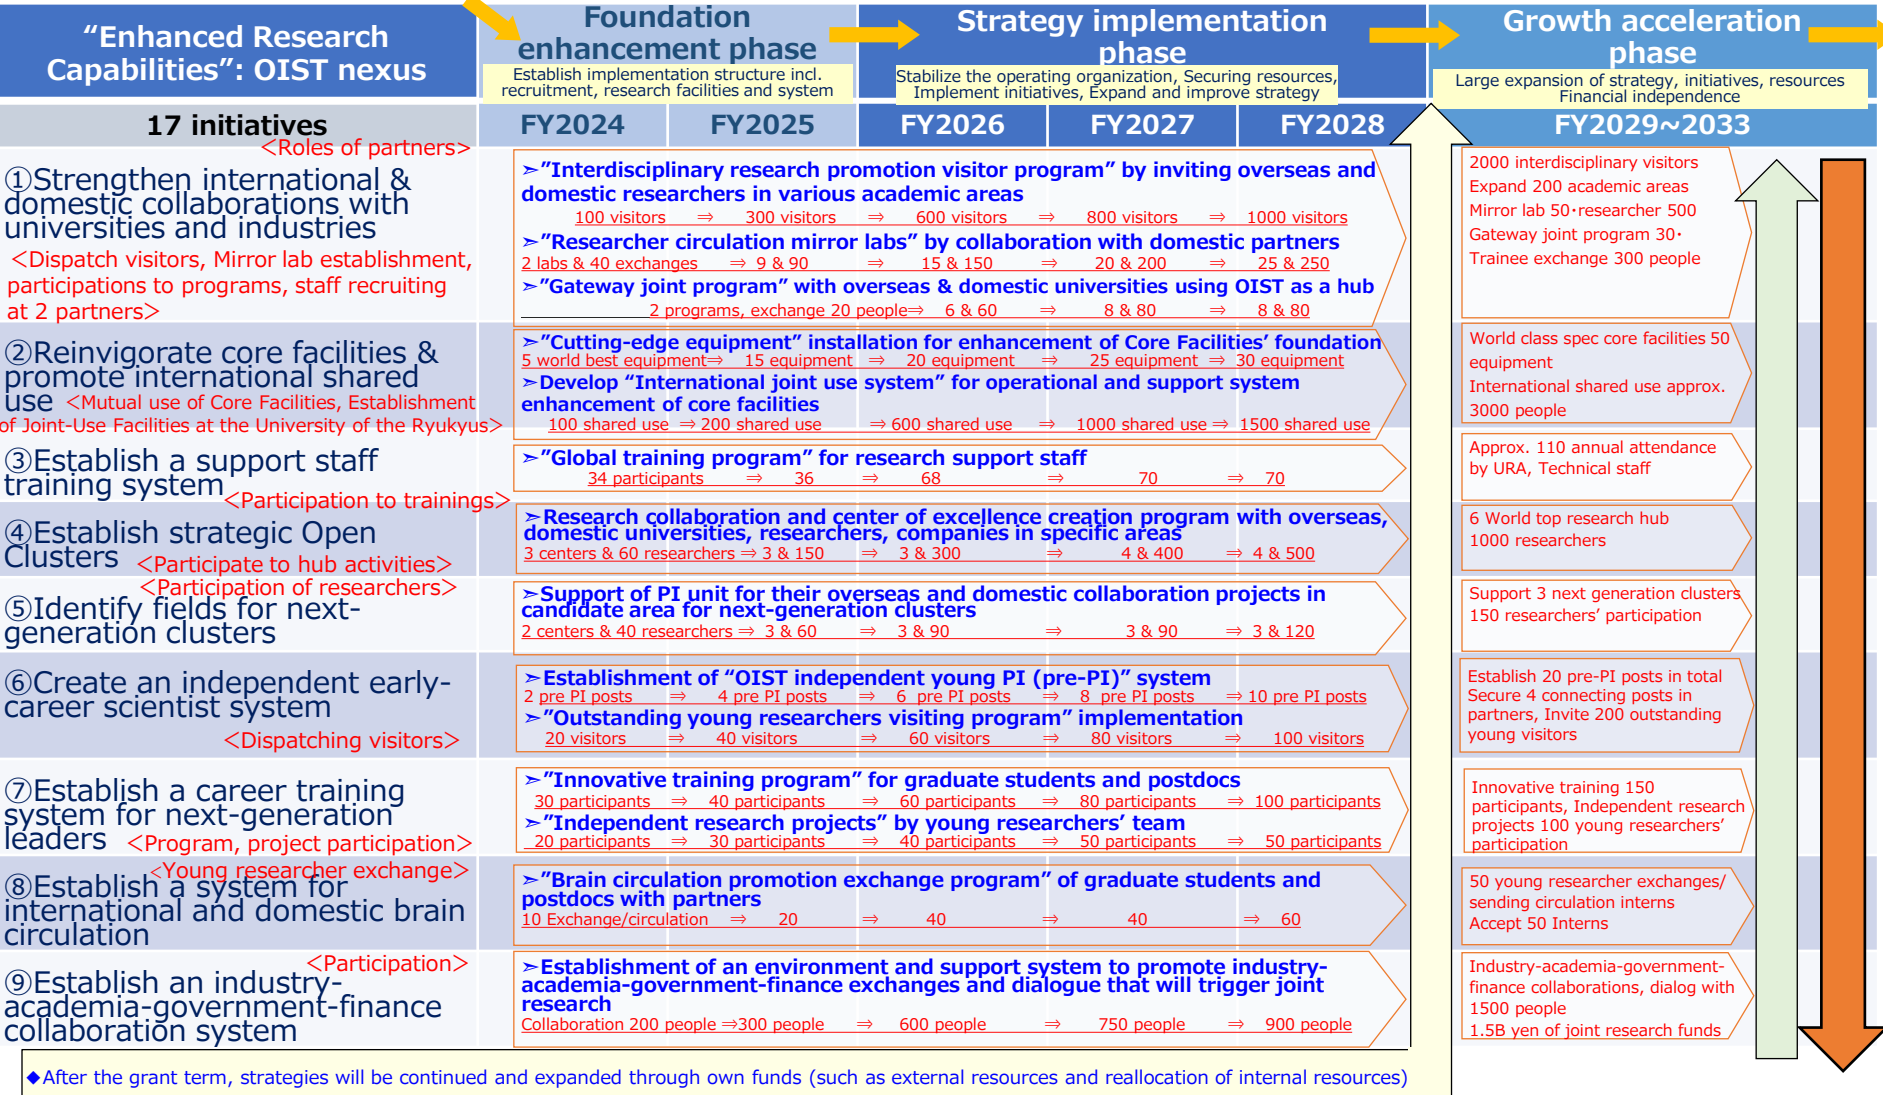 “Enhanced Research
Capabilities”: OIST nexus
Foundation
enhancement phase
Establish implementation structure incl.
recruitment, research facilities and system
Strategy implementation
phase
Stabilize the operating organization, Securing resources,
Implement initiatives, Expand and improve strategy
Growth acceleration
phase
Large expansion of strategy, initiatives, resources
Financial independence
17 initiatives
<Roles of partners>
FY2024 FY2025 FY2026 FY2027 FY2028 FY2029~2033
①Strengthen international &
domestic collaborations with
universities and industries
<Dispatch visitors, Mirror lab establishment,
participations to programs, staff recruiting
at 2 partners>
➣”Interdisciplinary research promotion visitor program” by inviting overseas and
domestic researchers in various academic areas
100 visitors ⇒ 300 visitors ⇒ 600 visitors ⇒ 800 visitors ⇒ 1000 visitors
➣”Researcher circulation mirror labs” by collaboration with domestic partners
2 labs & 40 exchanges ⇒ 9 & 90 ⇒ 15 & 150 ⇒ 20 & 200 ⇒ 25 & 250
➣”Gateway joint program” with overseas & domestic universities using OIST as a hub
2 programs, exchange 20 people⇒ 6 & 60 ⇒ 8 & 80 ⇒ 8 & 80
2000 interdisciplinary visitors
Expand 200 academic areas
Mirror lab 50･researcher 500
Gateway joint program 30･
Trainee exchange 300 people
②Reinvigorate core facilities &
promote international shared
use <Mutual use of Core Facilities, Establishment
of Joint-Use Facilities at the University of the Ryukyus>
➣”Cutting-edge equipment” installation for enhancement of Core Facilities’ foundation
5 world best equipment⇒ 15 equipment ⇒ 20 equipment ⇒ 25 equipment ⇒ 30 equipment
➣Develop “International joint use system” for operational and support system
enhancement of core facilities
100 shared use ⇒ 200 shared use ⇒ 600 shared use ⇒ 1000 shared use ⇒ 1500 shared use
World class spec core facilities 50
equipment
International shared use approx.
3000 people
③Establish a support staff
training system
<Participation to trainings>
➣”Global training program” for research support staff
34 participants ⇒ 36 ⇒ 68 ⇒ 70 ⇒ 70
Approx. 110 annual attendance
by URA, Technical staff
④Establish strategic Open
Clusters <Participate to hub activities>
➣Research collaboration and center of excellence creation program with overseas,
domestic universities, researchers, companies in specific areas
3 centers & 60 researchers ⇒ 3 & 150 ⇒ 3 & 300 ⇒ 4 & 400 ⇒ 4 & 500
6 World top research hub
1000 researchers
<Participation of researchers>
⑤Identify fields for next-
generation clusters
➣Support of PI unit for their overseas and domestic collaboration projects in
candidate area for next-generation clusters
2 centers & 40 researchers ⇒ 3 & 60 ⇒ 3 & 90 ⇒ 3 & 90 ⇒ 3 & 120
Support 3 next generation clusters
150 researchers’ participation
⑥Create an independent early-
career scientist system
<Dispatching visitors>
➣Establishment of “OIST independent young PI (pre-PI)” system
2 pre PI posts ⇒ 4 pre PI posts ⇒ 6 pre PI posts ⇒ 8 pre PI posts ⇒ 10 pre PI posts
➣”Outstanding young researchers visiting program” implementation
20 visitors ⇒ 40 visitors ⇒ 60 visitors ⇒ 80 visitors ⇒ 100 visitors
Establish 20 pre-PI posts in total
Secure 4 connecting posts in
partners, Invite 200 outstanding
young visitors
⑦Establish a career training
system for next-generation
leaders <Program, project participation>
➣”Innovative training program” for graduate students and postdocs
30 participants ⇒ 40 participants ⇒ 60 participants ⇒ 80 participants ⇒ 100 participants
➣”Independent research projects” by young researchers’ team
20 participants ⇒ 30 participants ⇒ 40 participants ⇒ 50 participants ⇒ 50 participants
Innovative training 150
participants, Independent research
projects 100 young researchers’
participation
<Young researcher exchange>
⑧Establish a system for
international and domestic brain
circulation
➣”Brain circulation promotion exchange program” of graduate students and
postdocs with partners
10 Exchange/circulation ⇒ 20 ⇒ 40 ⇒ 40 ⇒ 60
50 young researcher exchanges/
sending circulation interns
Accept 50 Interns
<Participation>
⑨Establish an industry-
academia-government-finance
collaboration system
➣Establishment of an environment and support system to promote industry-
academia-government-finance exchanges and dialogue that will trigger joint
research
Collaboration 200 people ⇒300 people ⇒ 600 people ⇒ 750 people ⇒ 900 people
Industry-academia-government-
finance collaborations, dialog with
1500 people
1.5B yen of joint research funds
◆After the grant term, strategies will be continued and expanded through own funds (such as external resources and reallocation of internal resources)